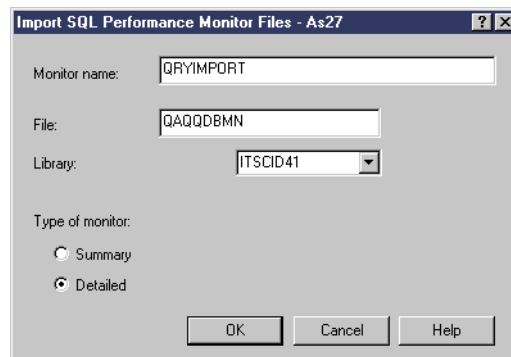 Import SQL Performance Monitor Files - As27
Monitor name: QRYIMPORT
File: QAQQDBMN
Library: ITSCID41
Type of monitor:
Summary
Detailed
OK Cancel Help